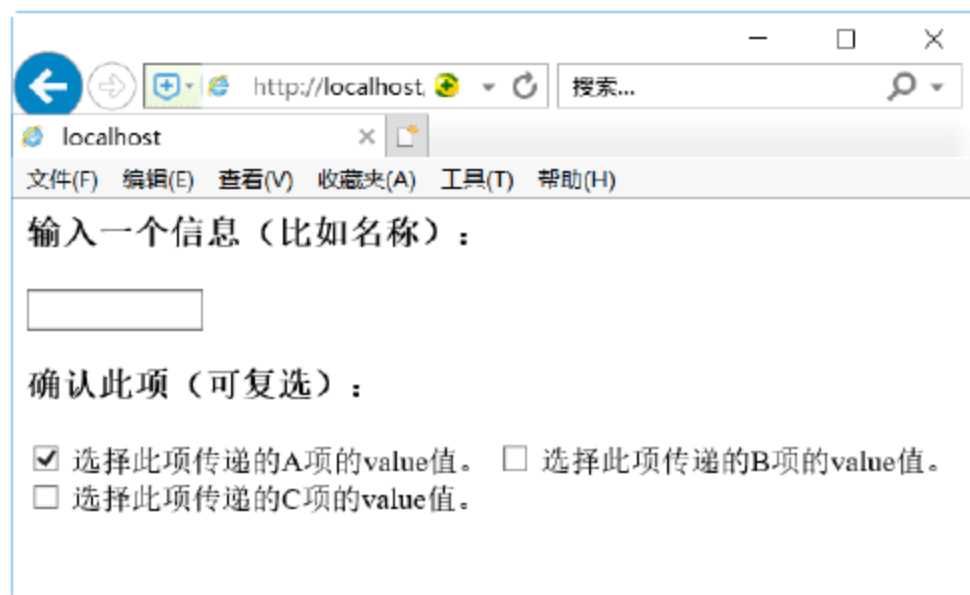 http://localhost
搜索...
localhost
文件(F) 编辑(E) 查看(V) 收藏夹(A) 工具(T) 帮助(H)
输入一个信息（比如名称）：
确认此项（可复选）：
选择此项传递的A项的value值。 选择此项传递的B项的value值。
选择此项传递的C项的value值。